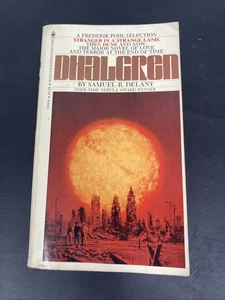 A FREDERIK POHL SELECTION
STRANGER IN A STRANGE LAND,
THEN DUNE AND NOW,
THE MAJOR NOVEL OF LOVE
AND TERROR AT THE END OF TIME
DHALGREN
BY SAMUEL R. DELANY
FOUR-TIME NEBULA AWARD WINNER